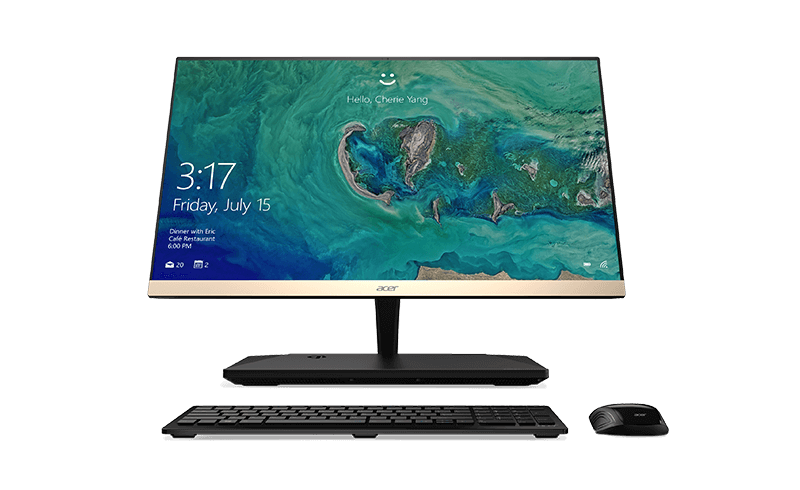 Hello, Cherie Yang
3:17
Friday, July 15
Dinner with Eric
Café Restaurant
6:00 PM
20 2
acer
acer